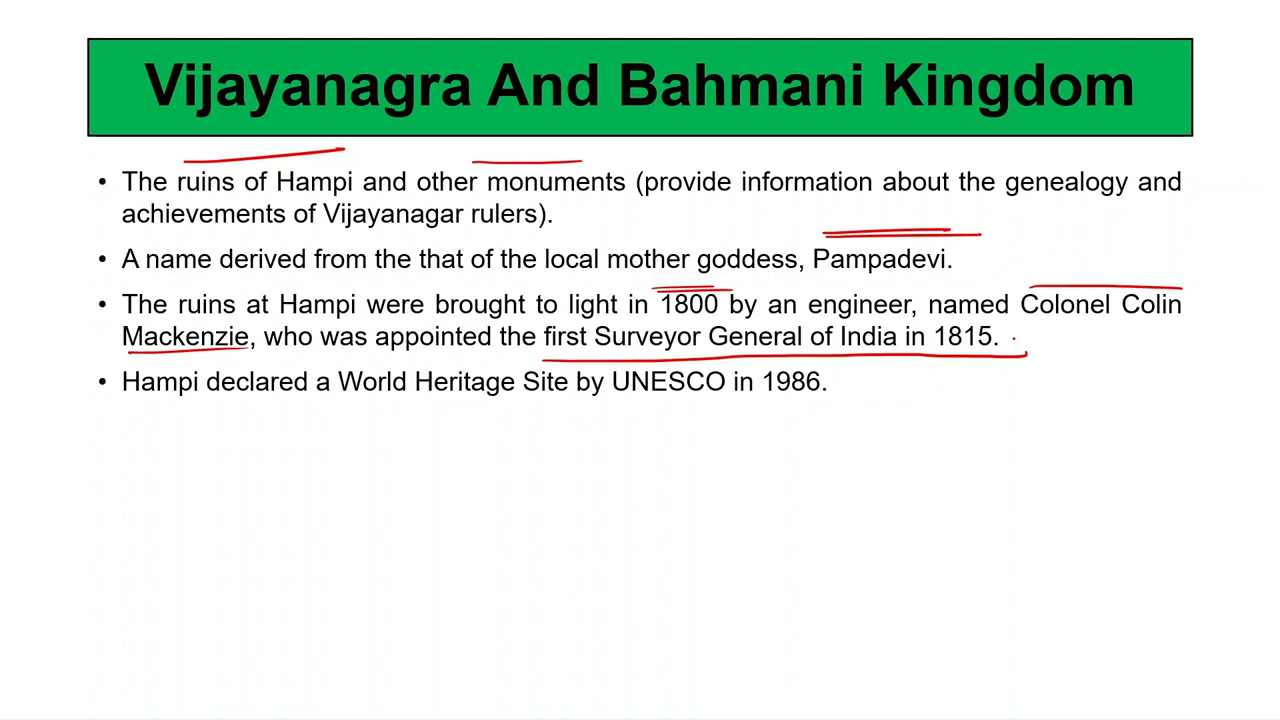 Vijayanagra And Bahmani Kingdom
• The ruins of Hampi and other monuments (provide information about the genealogy and
achievements of Vijayanagar rulers).
• A name derived from the that of the local mother goddess, Pampadevi.
• The ruins at Hampi were brought to light in 1800 by an engineer, named Colonel Colin
Mackenzie, who was appointed the first Surveyor General of India in 1815.
• Hampi declared a World Heritage Site by UNESCO in 1986.